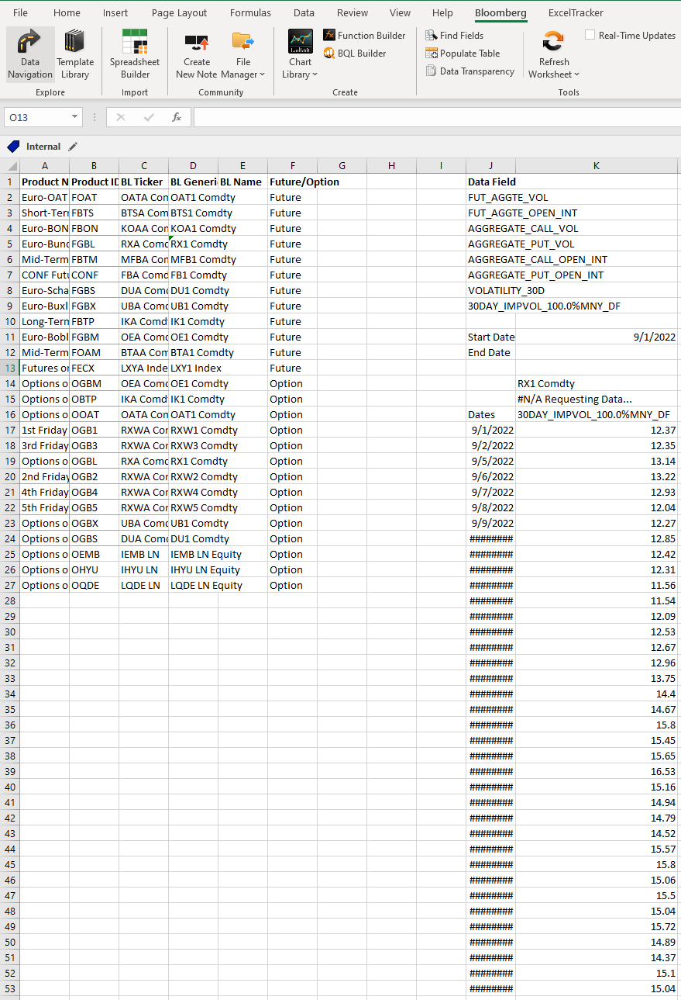 File Home Insert Page Layout Formulas Data Review View Help Bloomberg ExcelTracker
Data Navigation
Template Library
Explore
Spreadsheet Builder
Import
Create New Note
File Manager
Community
Chart Library
Function Builder
BQL Builder
Create
Find Fields
Populate Table
Data Transparency
Refresh Worksheet
Real-Time Updates
Tools
O13 fx
Internal
A B C D E F G H I J K
1 Product N Product ID BL Ticker BL Generi BL Name Future/Option Data Field
2 Euro-OAT FOAT OATA Com OAT1 Comdty Future FUT_AGGTE_VOL
3 Short-Ter FBTS BTSA Com BTS1 Comdty Future FUT_AGGTE_OPEN_INT
4 Euro-BON FBON KOAA Com KOA1 Comdty Future AGGREGATE_CALL_VOL
5 Euro-Bund FGBL RXA Comd RX1 Comdty Future AGGREGATE_PUT_VOL
6 Mid-Term FBTM MFBA Com MFB1 Comdty Future AGGREGATE_CALL_OPEN_INT
7 CONF Futu CONF FBA Comd FB1 Comdty Future AGGREGATE_PUT_OPEN_INT
8 Euro-Scha FGBS DUA Comd DU1 Comdty Future VOLATILITY_30D
9 Euro-Buxl FGBX UBA Comd UB1 Comdty Future 30DAY_IMPVOL_100.0%MNY_DF
10 Long-Term FBTP IKA Comd IK1 Comdty Future
11 Euro-Bobl FGBM OEA Comd OE1 Comdty Future Start Date 9/1/2022
12 Mid-Term FOAM BTAA Com BTA1 Comdty Future End Date
13 Futures or FECX LXYA Inde LXY1 Index Future
14 Options o OGBM OEA Comd OE1 Comdty Option RX1 Comdty
15 Options o OBTP IKA Comd IK1 Comdty Option #N/A Requesting Data...
16 Options o OOAT OATA Com OAT1 Comdty Option Dates 30DAY_IMPVOL_100.0%MNY_DF
17 1st Friday OGB1 RXWA Cor RXW1 Comdty Option 9/1/2022 12.37
18 3rd Friday OGB3 RXWA Cor RXW3 Comdty Option 9/2/2022 12.35
19 Options o OGBL RXA Comd RX1 Comdty Option 9/5/2022 13.14
20 2nd Friday OGB2 RXWA Cor RXW2 Comdty Option 9/6/2022 13.22
21 4th Friday OGB4 RXWA Cor RXW4 Comdty Option 9/7/2022 12.93
22 5th Friday OGB5 RXWA Cor RXW5 Comdty Option 9/8/2022 12.04
23 Options o OGBX UBA Comd UB1 Comdty Option 9/9/2022 12.27
24 Options o OGBS DUA Comd DU1 Comdty Option ######## 12.85
25 Options o OEMB IEMB LN IEMB LN Equity Option ######## 12.42
26 Options o OHYU IHYU LN IHYU LN Equity Option ######## 12.31
27 Options o OQDE LQDE LN LQDE LN Equity Option ######## 11.56
28 ######## 11.54
29 ######## 12.09
30 ######## 12.53
31 ######## 12.67
32 ######## 12.96
33 ######## 13.75
34 ######## 14.4
35 ######## 14.67
36 ######## 15.8
37 ######## 15.45
38 ######## 15.65
39 ######## 16.53
40 ######## 15.16
41 ######## 14.94
42 ######## 14.79
43 ######## 14.52
44 ######## 15.57
45 ######## 15.8
46 ######## 15.06
47 ######## 15.5
48 ######## 15.04
49 ######## 15.72
50 ######## 14.89
51 ######## 14.37
52 ######## 15.1
53 ######## 15.04